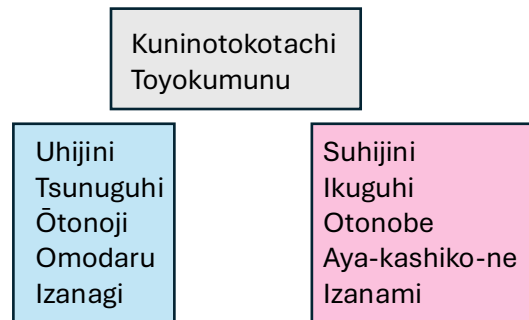 Kuninotokotachi
Toyokumunu
Uhijini
Tsunuguhi
Ōtonoji
Omodaru
Izanagi
Suhijini
Ikuguhi
Otonobe
Aya-kashiko-ne
Izanami